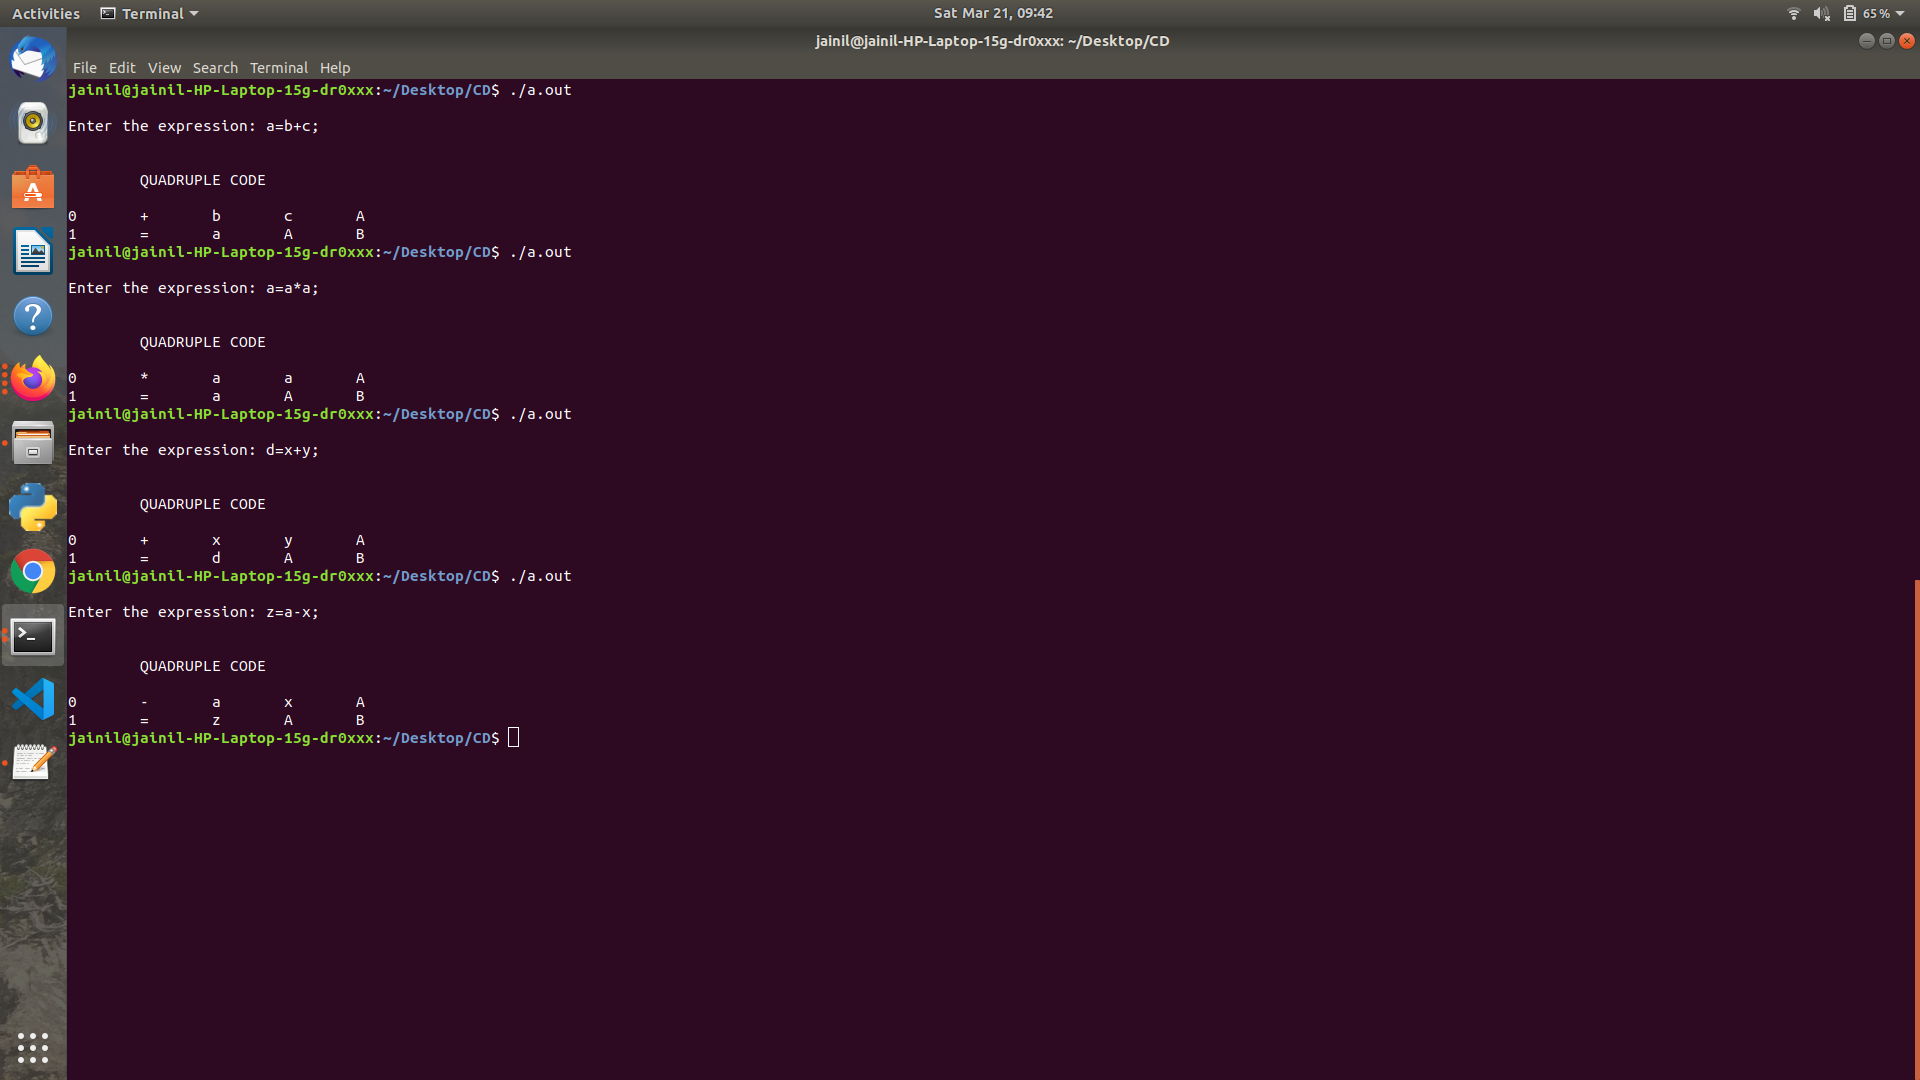 Activities Terminal Sat Mar 21, 09:42 65%
jainil@jainil-HP-Laptop-15g-dr0xxx: ~/Desktop/CD
File Edit View Search Terminal Help
jainil@jainil-HP-Laptop-15g-dr0xxx:~/Desktop/CD$ ./a.out
Enter the expression: a=b+c;
QUADRUPLE CODE
0 + b c A
1 = a A B
jainil@jainil-HP-Laptop-15g-dr0xxx:~/Desktop/CD$ ./a.out
Enter the expression: a=a*a;
QUADRUPLE CODE
0 * a a A
1 = a A B
jainil@jainil-HP-Laptop-15g-dr0xxx:~/Desktop/CD$ ./a.out
Enter the expression: d=x+y;
QUADRUPLE CODE
0 + x y A
1 = d A B
jainil@jainil-HP-Laptop-15g-dr0xxx:~/Desktop/CD$ ./a.out
Enter the expression: z=a-x;
QUADRUPLE CODE
0 - a x A
1 = z A B
jainil@jainil-HP-Laptop-15g-dr0xxx:~/Desktop/CD$